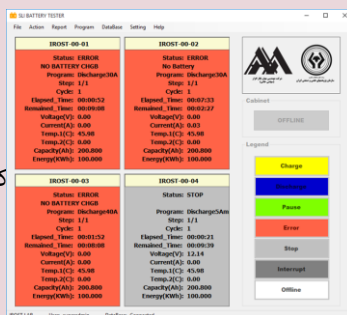 SLI BATTERY TESTER
File Action Report Program DataBase Setting Help
IROST-00-01
Status: ERROR
NO BATTERY CHGB
Program: Discharge30A
Step: 1/1
Cycle: 1
Elapsed_Time: 00:00:52
Remained_Time: 00:09:08
Voltage(V): 0.00
Current(A): 0.00
Temp.1(C): 45.98
Temp.2(C): 0.00
Capacity(Ah): 200.800
Energy(KWh): 100.000
IROST-00-02
Status: ERROR
No Battery
Program: Discharge30A
Step: 1/1
Cycle: 1
Elapsed_Time: 00:07:33
Remained_Time: 00:02:27
Voltage(V): 0.00
Current(A): 0.03
Temp.1(C): 45.98
Temp.2(C): 0.00
Capacity(Ah): 200.800
Energy(KWh): 100.000
IROST-00-03
Status: ERROR
NO BATTERY CHGB
Program: Discharge40A
Step: 1/1
Cycle: 1
Elapsed_Time: 00:01:52
Remained_Time: 00:08:08
Voltage(V): 0.00
Current(A): 0.00
Temp.1(C): 45.98
Temp.2(C): 0.00
Capacity(Ah): 200.800
Energy(KWh): 100.000
IROST-00-04
Status: STOP
Program: Discharge5Am
Step: 1/1
Cycle: 1
Elapsed_Time: 00:00:21
Remained_Time: 00:09:39
Voltage(V): 12.14
Current(A): 0.00
Temp.1(C): 45.98
Temp.2(C): 0.00
Capacity(Ah): 200.800
Energy(KWh): 100.000
Cabinet
OFFLINE
Legend
Charge
Discharge
Pause
Error
Stop
Interrupt
Offline